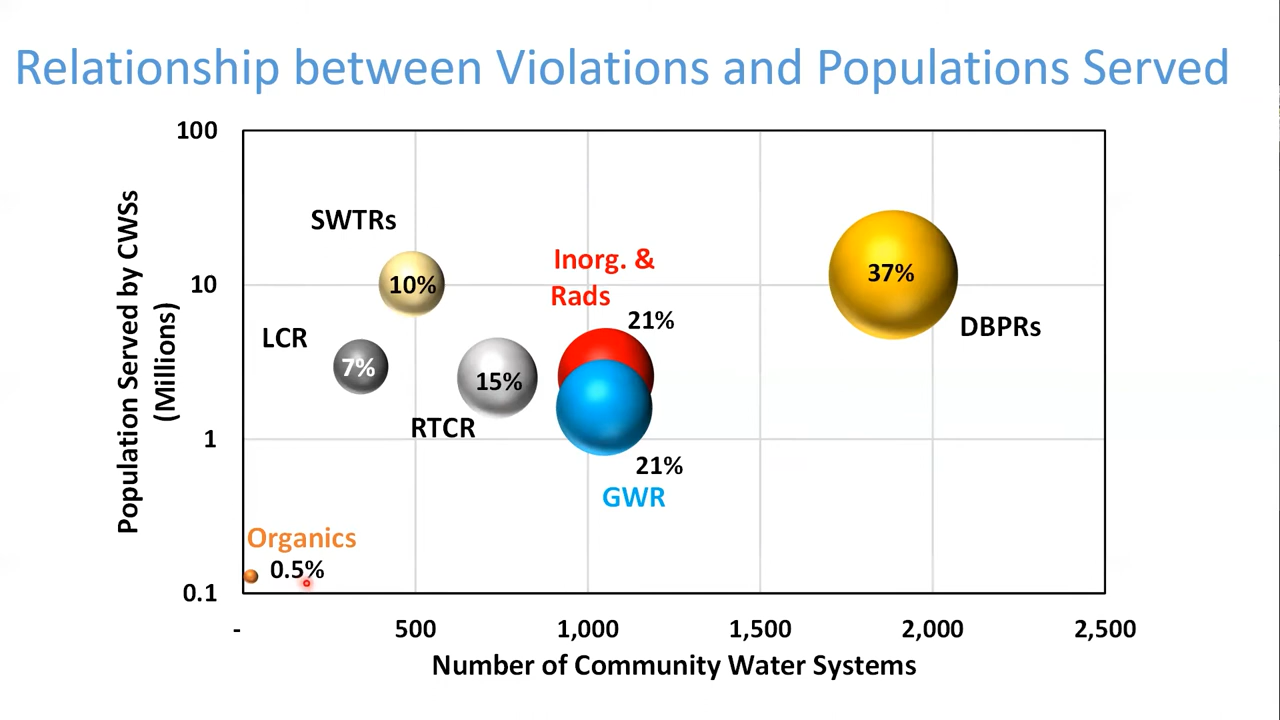 Relationship between Violations and Populations Served
100
10
1
0.1
Population Served by CWSs
(Millions)
SWTRs
10%
LCR
7%
15%
RTCR
Inorg. &
Rads
21%
21%
GWR
37%
DBPRs
Organics
0.5%
-
500
1,000
1,500
2,000
2,500
Number of Community Water Systems